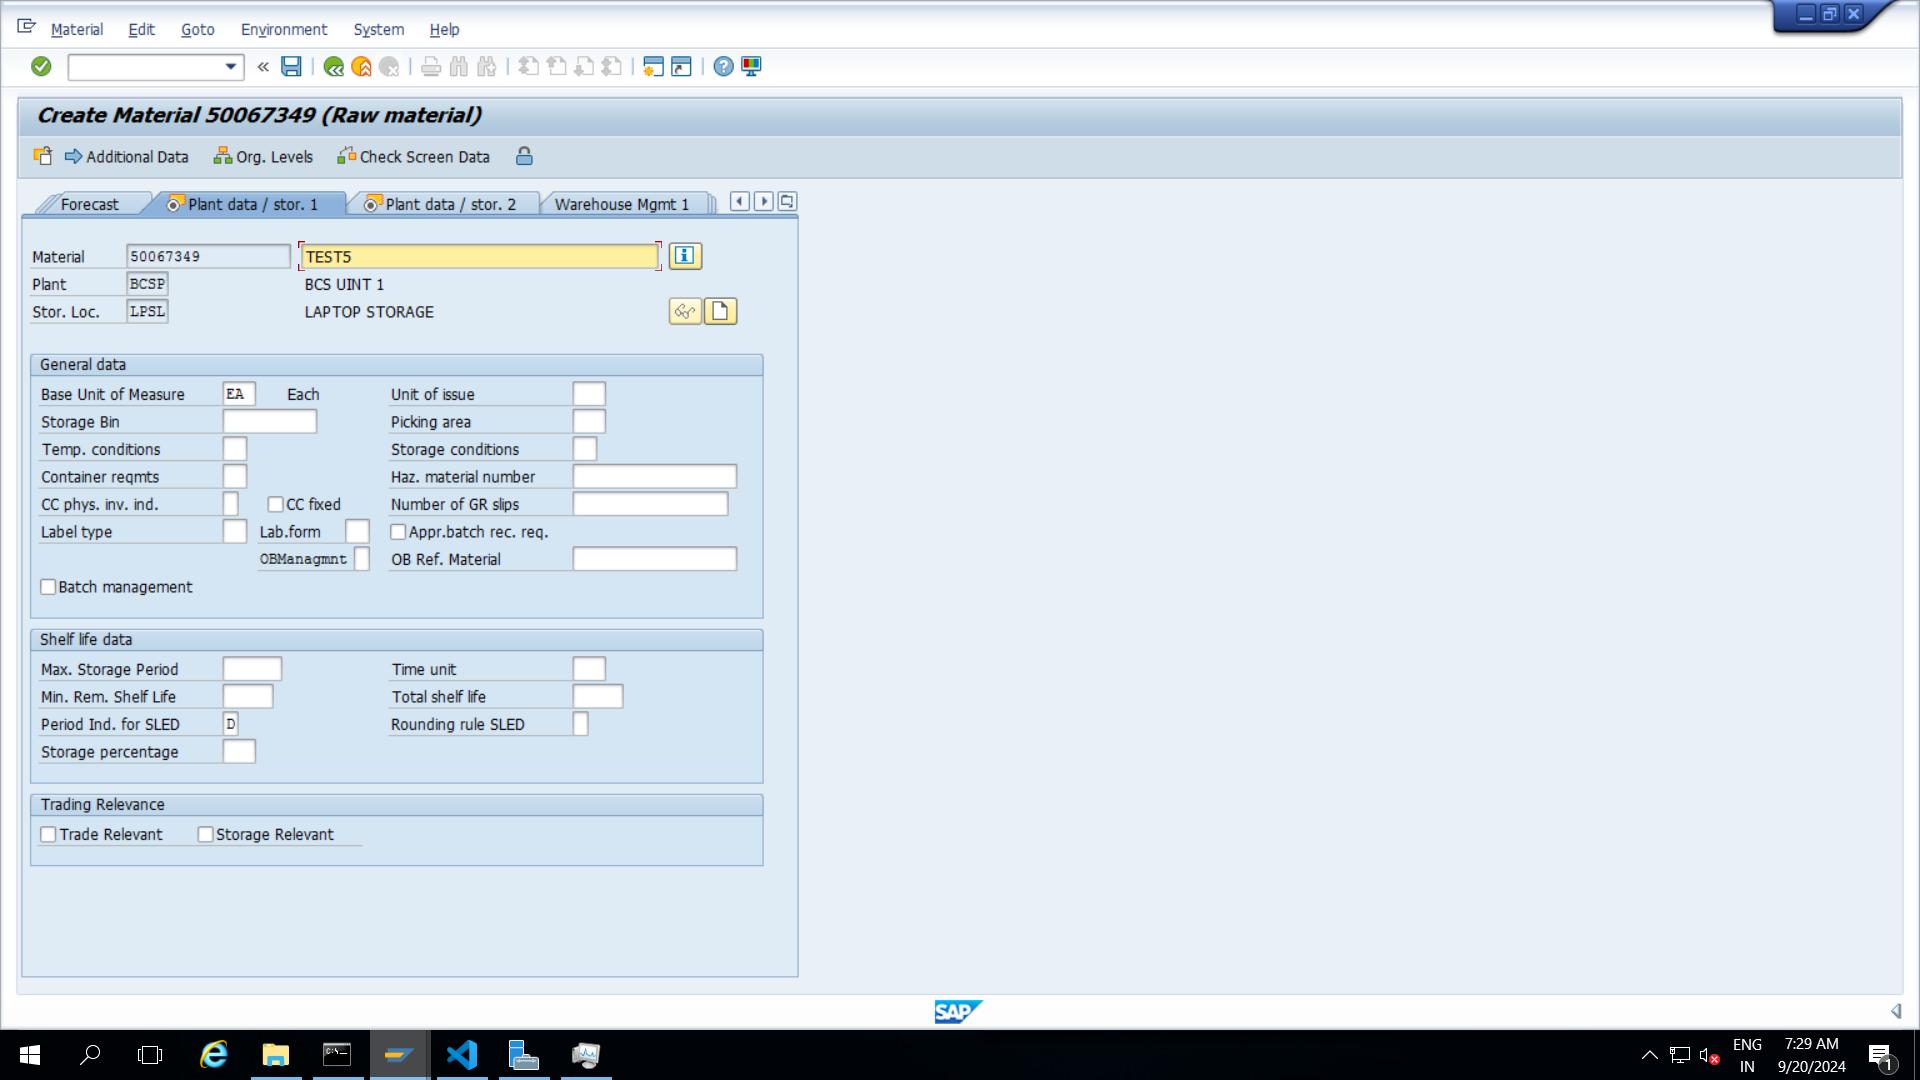 Material Edit Goto Environment System Help
Create Material 50067349 (Raw material)
Additional Data Org. Levels Check Screen Data
Forecast Plant data / stor. 1 Plant data / stor. 2 Warehouse Mgmt 1
Material 50067349 TEST5
Plant BCSP BCS UINT 1
Stor. Loc. LPSL LAPTOP STORAGE
General data
Base Unit of Measure EA Each Unit of issue
Storage Bin Picking area
Temp. conditions Storage conditions
Container reqmts Haz. material number
CC phys. inv. ind. CC fixed Number of GR slips
Label type Lab.form Appr.batch rec. req.
OBManagmnt OB Ref. Material
Batch management
Shelf life data
Max. Storage Period Time unit
Min. Rem. Shelf Life Total shelf life
Period Ind. for SLED D Rounding rule SLED
Storage percentage
Trading Relevance
Trade Relevant Storage Relevant
SAP
ENG 7:29 AM
IN 9/20/2024 1